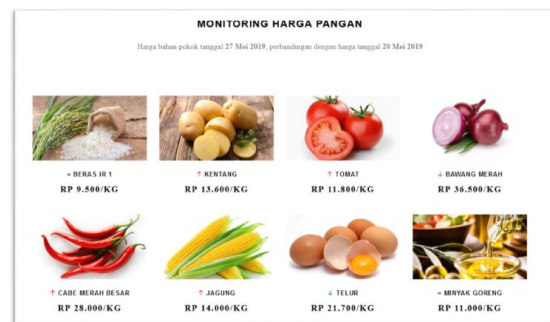 MONITORING HARGA PANGAN
Harga bahan pokok tanggal 27 Mei 2019, perbandingan dengan harga tanggal 20 Mei 2019
= BERAS IR 1
RP 9.500/KG
↑ KENTANG
RP 13.600/KG
↑ TOMAT
RP 11.800/KG
↓ BAWANG MERAH
RP 36.500/KG
↑ CABE MERAH BESAR
RP 28.000/KG
↑ JAGUNG
RP 14.000/KG
↓ TELUR
RP 21.700/KG
= MINYAK GORENG
RP 11.000/KG